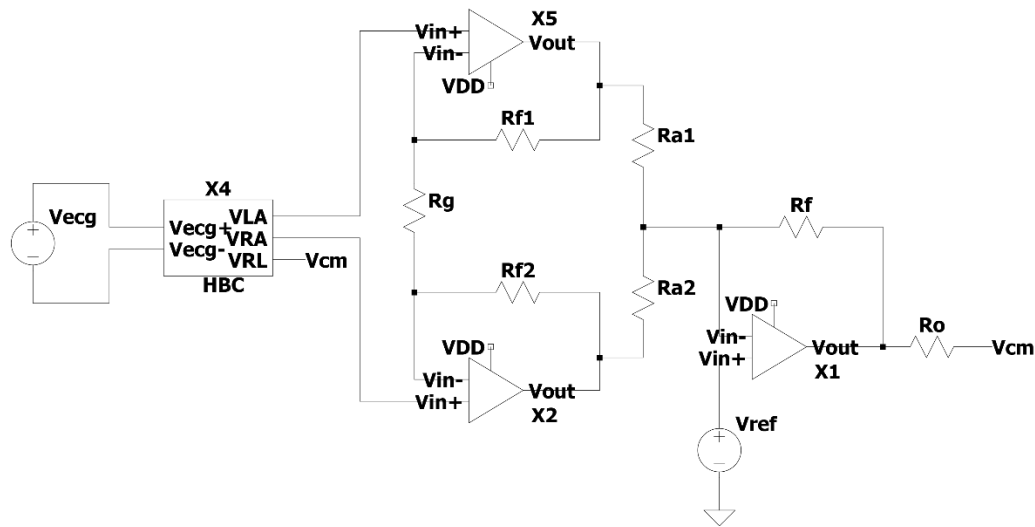 X5
Vin+
Vin-
Vout
VDD
Rf1
Ra1
X4
Vecg
Vecg+
Vecg-
VLA
VRA
VRL
Vcm
HBC
Rg
Rf
Rf2
Ra2
VDD
VDD
Vin-
Vin+
Vout
X2
Vin-
Vin+
Vout
X1
Ro
Vcm
Vref